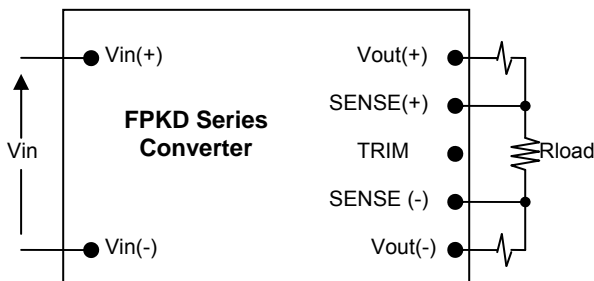 Vin(+) Vout(+)
SENSE(+)
FPKD Series
Converter
Vin TRIM Rload
SENSE (-)
Vin(-) Vout(-)